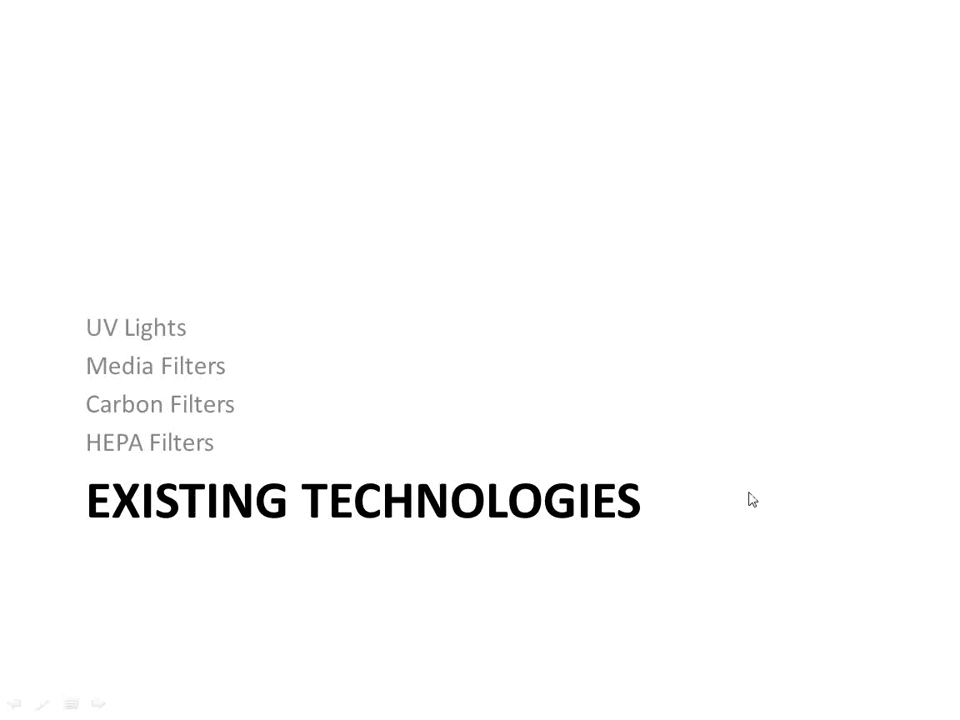 UV Lights
Media Filters
Carbon Filters
HEPA Filters
EXISTING TECHNOLOGIES